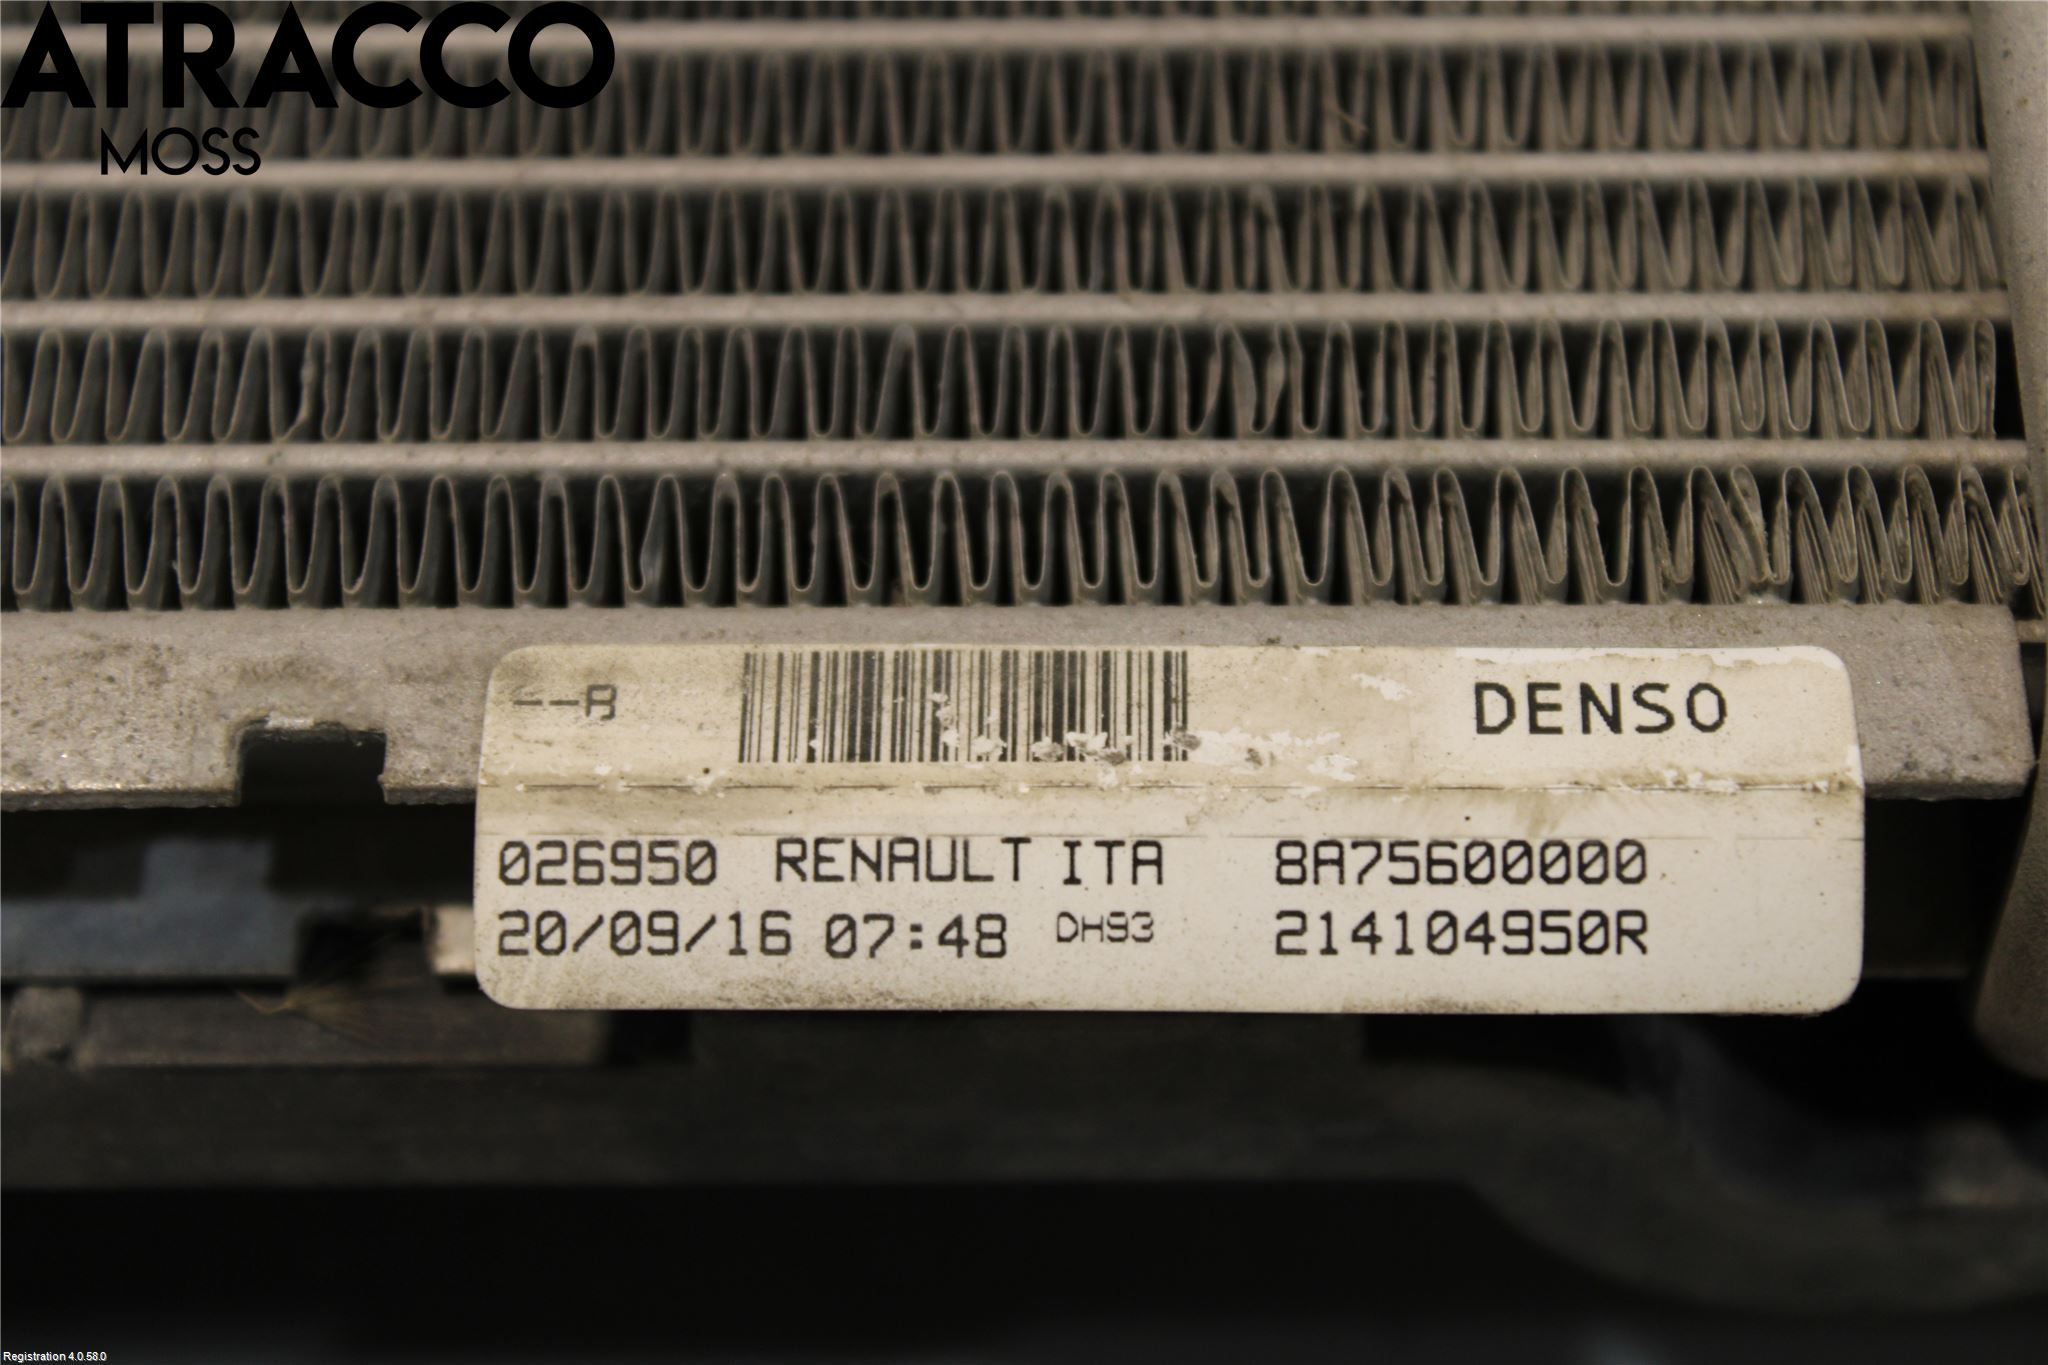 ATRACCO
MOSS
--A DENSO
026950 RENAULT ITA 8A75600000
20/09/16 07:48 DH93 214104950R
Registration 4.0.58.0